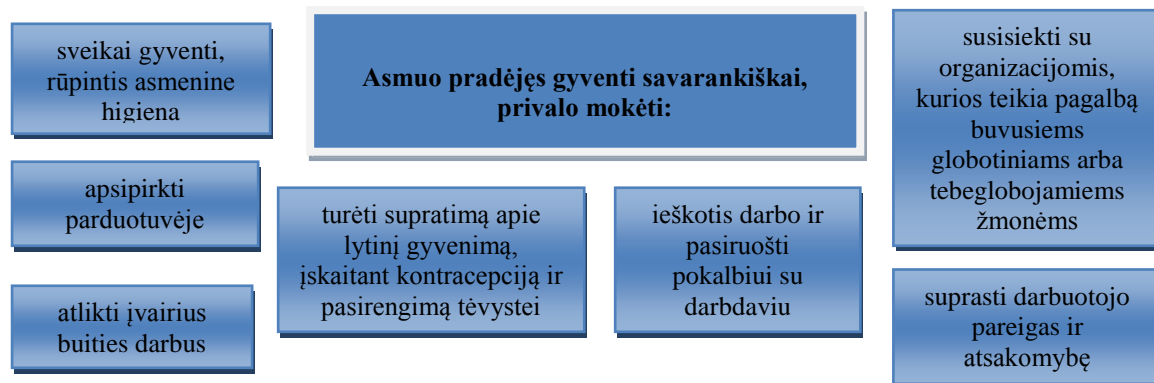 Asmuo pradėjęs gyventi savarankiškai,
privalo mokėti:
sveikai gyventi,
rūpintis asmenine
higiena
apsipirkti
parduotuvėje
atlikti įvairius
buities darbus
turėti supratimą apie
lytinį gyvenimą,
įskaitant kontracepciją ir
pasirengimą tėvystei
ieškotis darbo ir
pasiruošti
pokalbiui su
darbdaviu
susisiekti su
organizacijomis,
kurios teikia pagalbą
buvusiems
globotiniams arba
tebeglobojamiems
žmonėms
suprasti darbuotojo
pareigas ir
atsakomybę